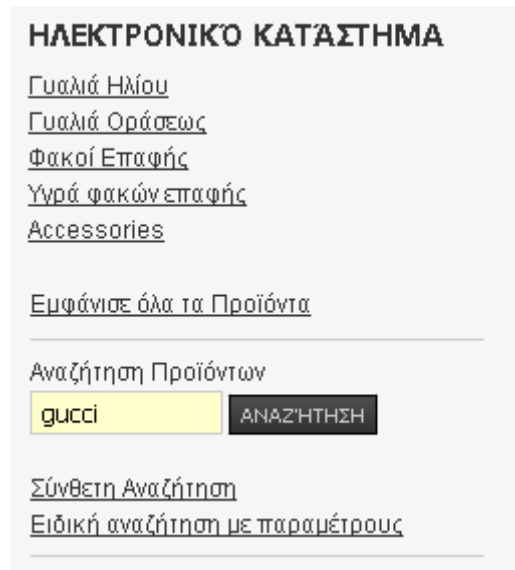 ΗΛΕΚΤΡΟΝΙΚΌ ΚΑΤΆΣΤΗΜΑ
Γυαλιά Ηλίου
Γυαλιά Οράσεως
Φακοί Επαφής
Υγρά φακών επαφής
Accessories
Εμφάνισε όλα τα Προϊόντα
Αναζήτηση Προϊόντων
gucci ΑΝΑΖΉΤΗΣΗ
Σύνθετη Αναζήτηση
Ειδική αναζήτηση με παραμέτρους